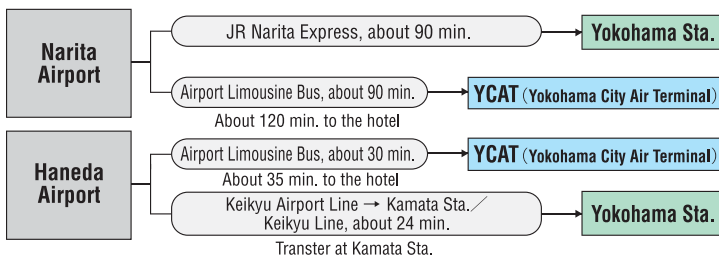 Narita
Airport
JR Narita Express, about 90 min.
Yokohama Sta.
Airport Limousine Bus, about 90 min.
YCAT (Yokohama City Air Terminal)
About 120 min. to the hotel
Haneda
Airport
Airport Limousine Bus, about 30 min.
YCAT (Yokohama City Air Terminal)
About 35 min. to the hotel
Keikyu Airport Line → Kamata Sta.／
Keikyu Line, about 24 min.
Yokohama Sta.
Transter at Kamata Sta.